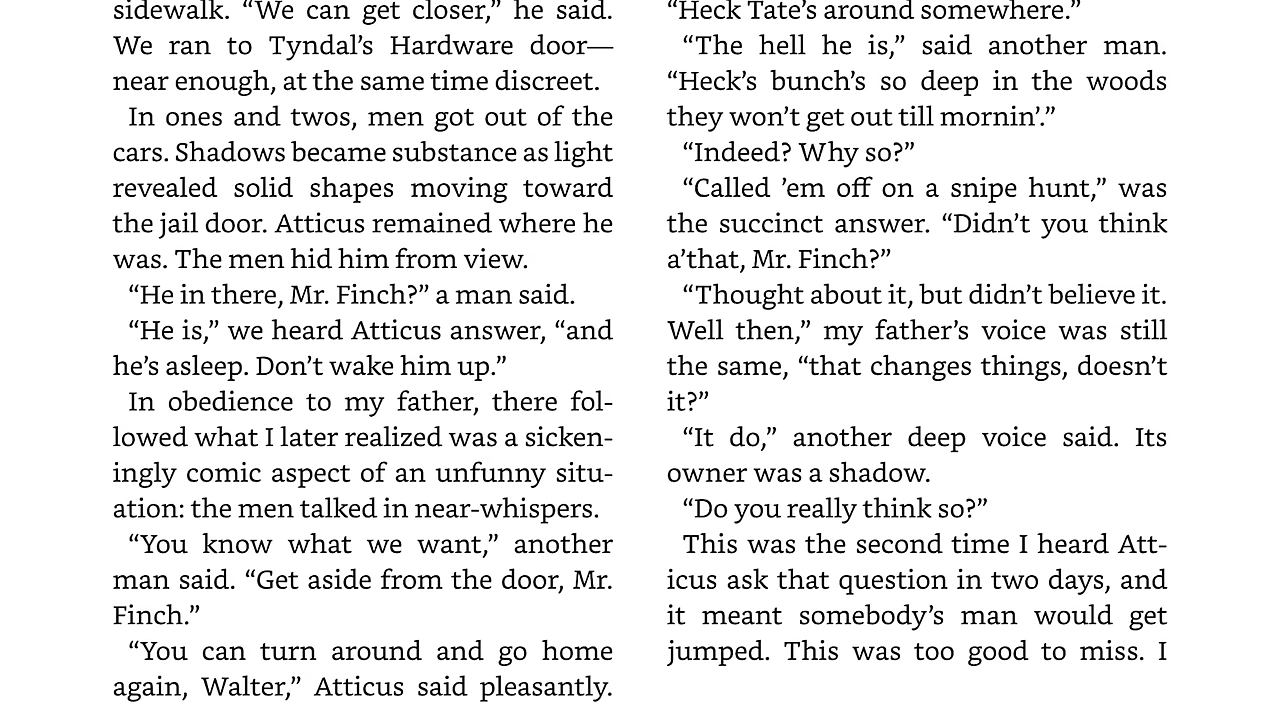 sidewalk. “We can get closer,” he said.
We ran to Tyndal’s Hardware door—
near enough, at the same time discreet.
In ones and twos, men got out of the
cars. Shadows became substance as light
revealed solid shapes moving toward
the jail door. Atticus remained where he
was. The men hid him from view.
“He in there, Mr. Finch?” a man said.
“He is,” we heard Atticus answer, “and
he’s asleep. Don’t wake him up.”
In obedience to my father, there fol-
lowed what I later realized was a sicken-
ingly comic aspect of an unfunny situ-
ation: the men talked in near-whispers.
“You know what we want,” another
man said. “Get aside from the door, Mr.
Finch.”
“You can turn around and go home
again, Walter,” Atticus said pleasantly.
“Heck Tate’s around somewhere.”
“The hell he is,” said another man.
“Heck’s bunch’s so deep in the woods
they won’t get out till mornin’.”
“Indeed? Why so?”
“Called ’em off on a snipe hunt,” was
the succinct answer. “Didn’t you think
a’that, Mr. Finch?”
“Thought about it, but didn’t believe it.
Well then,” my father’s voice was still
the same, “that changes things, doesn’t
it?”
“It do,” another deep voice said. Its
owner was a shadow.
“Do you really think so?”
This was the second time I heard Att-
icus ask that question in two days, and
it meant somebody’s man would get
jumped. This was too good to miss. I